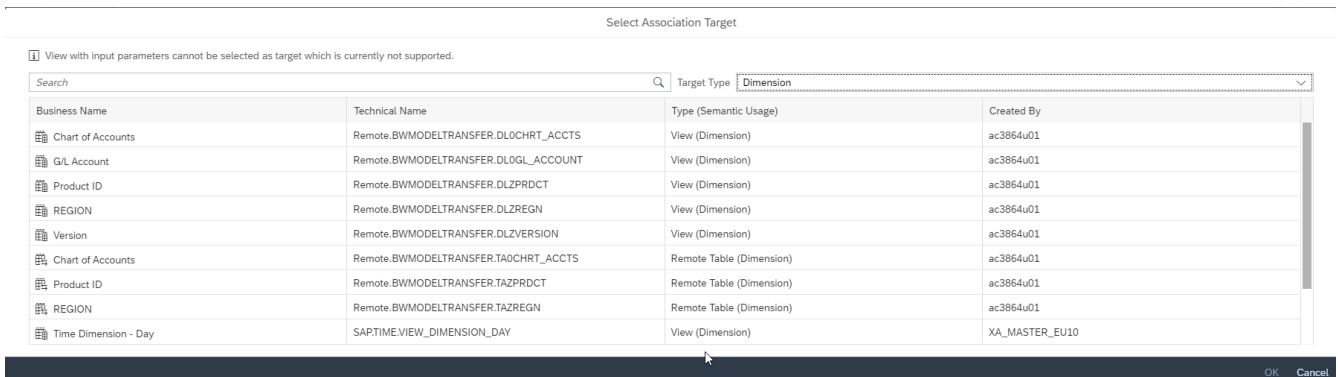 Select Association Target
i View with input parameters cannot be selected as target which is currently not supported.
Search Target Type Dimension
Business Name Technical Name Type (Semantic Usage) Created By
Chart of Accounts Remote.BWMODELTRANSFER.DL0CHRT_ACCTS View (Dimension) ac3864u01
G/L Account Remote.BWMODELTRANSFER.DL0GL_ACCOUNT View (Dimension) ac3864u01
Product ID Remote.BWMODELTRANSFER.DLZPRDCT View (Dimension) ac3864u01
REGION Remote.BWMODELTRANSFER.DLZREGN View (Dimension) ac3864u01
Version Remote.BWMODELTRANSFER.DLZVERSION View (Dimension) ac3864u01
Chart of Accounts Remote.BWMODELTRANSFER.TA0CHRT_ACCTS Remote Table (Dimension) ac3864u01
Product ID Remote.BWMODELTRANSFER.TAZPRDCT Remote Table (Dimension) ac3864u01
REGION Remote.BWMODELTRANSFER.TAZREGN Remote Table (Dimension) ac3864u01
Time Dimension - Day SAP.TIME.VIEW_DIMENSION_DAY View (Dimension) XA_MASTER_EU10
OK Cancel